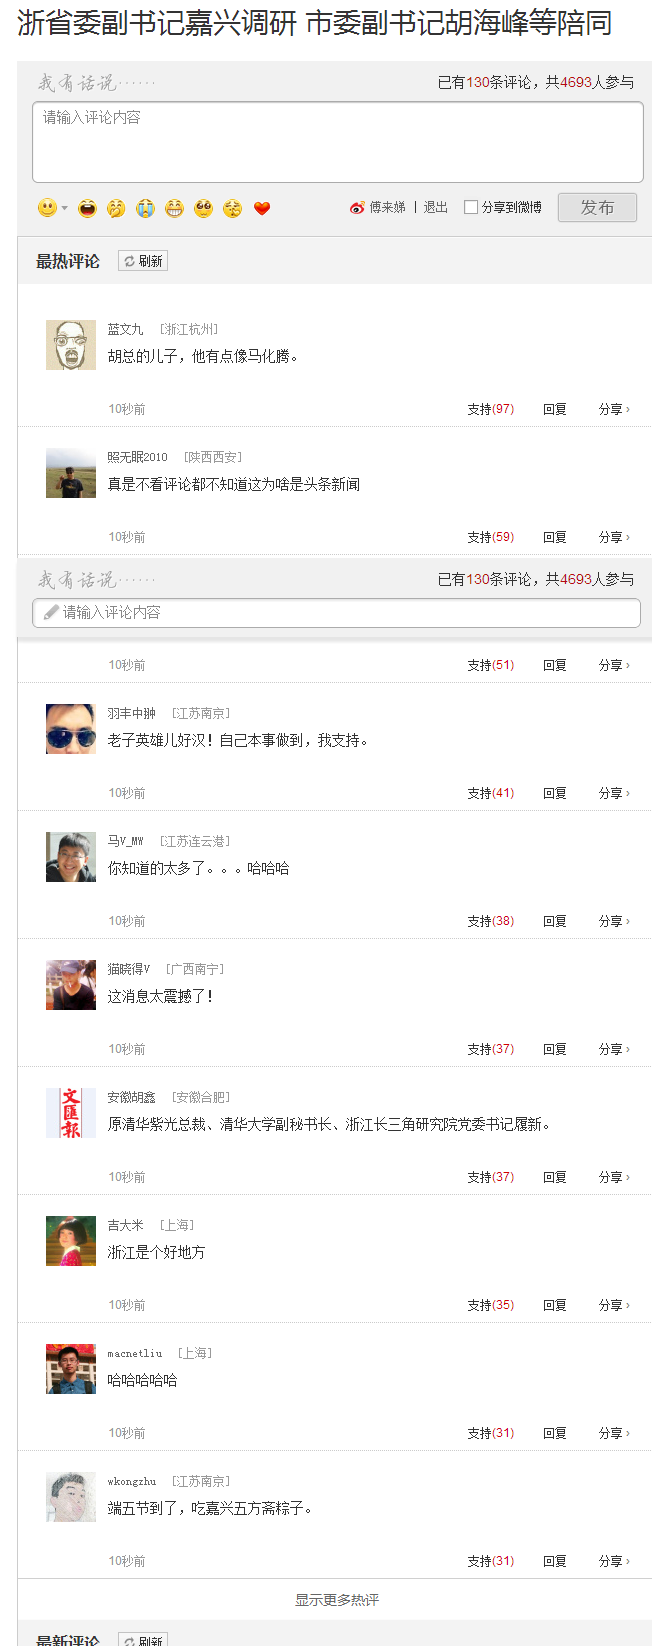 浙省委副书记嘉兴调研 市委副书记胡海峰等陪同
我有话说······ 已有130条评论，共4693人参与
请输入评论内容
傅来娣 | 退出 分享到微博 发布
最热评论 刷新
蓝文九 [浙江杭州]
胡总的儿子，他有点像马化腾。
10秒前 支持(97) 回复 分享 ›
照无眠2010 [陕西西安]
真是不看评论都不知道这为啥是头条新闻
10秒前 支持(59) 回复 分享 ›
我有话说······ 已有130条评论，共4693人参与
请输入评论内容
10秒前 支持(51) 回复 分享 ›
羽丰中翀 [江苏南京]
老子英雄儿好汉！自己本事做到，我支持。
10秒前 支持(41) 回复 分享 ›
马V_MW [江苏连云港]
你知道的太多了。。。哈哈哈
10秒前 支持(38) 回复 分享 ›
猫晓得V [广西南宁]
这消息太震撼了！
10秒前 支持(37) 回复 分享 ›
文匯報
安徽胡鑫 [安徽合肥]
原清华紫光总裁、清华大学副秘书长、浙江长三角研究院党委书记履新。
10秒前 支持(37) 回复 分享 ›
吉大米 [上海]
浙江是个好地方
10秒前 支持(35) 回复 分享 ›
macnetliu [上海]
哈哈哈哈哈
10秒前 支持(31) 回复 分享 ›
wkongzhu [江苏南京]
端五节到了，吃嘉兴五方斋粽子。
10秒前 支持(31) 回复 分享 ›
显示更多热评
最新评论 刷新